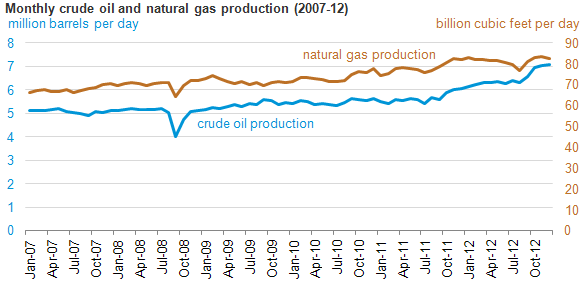 Monthly crude oil and natural gas production (2007-12)
million barrels per day
billion cubic feet per day
8
7
6
5
4
3
2
1
0
90
80
70
60
50
40
30
20
10
0
natural gas production
crude oil production
Jan-07
Apr-07
Jul-07
Oct-07
Jan-08
Apr-08
Jul-08
Oct-08
Jan-09
Apr-09
Jul-09
Oct-09
Jan-10
Apr-10
Jul-10
Oct-10
Jan-11
Apr-11
Jul-11
Oct-11
Jan-12
Apr-12
Jul-12
Oct-12